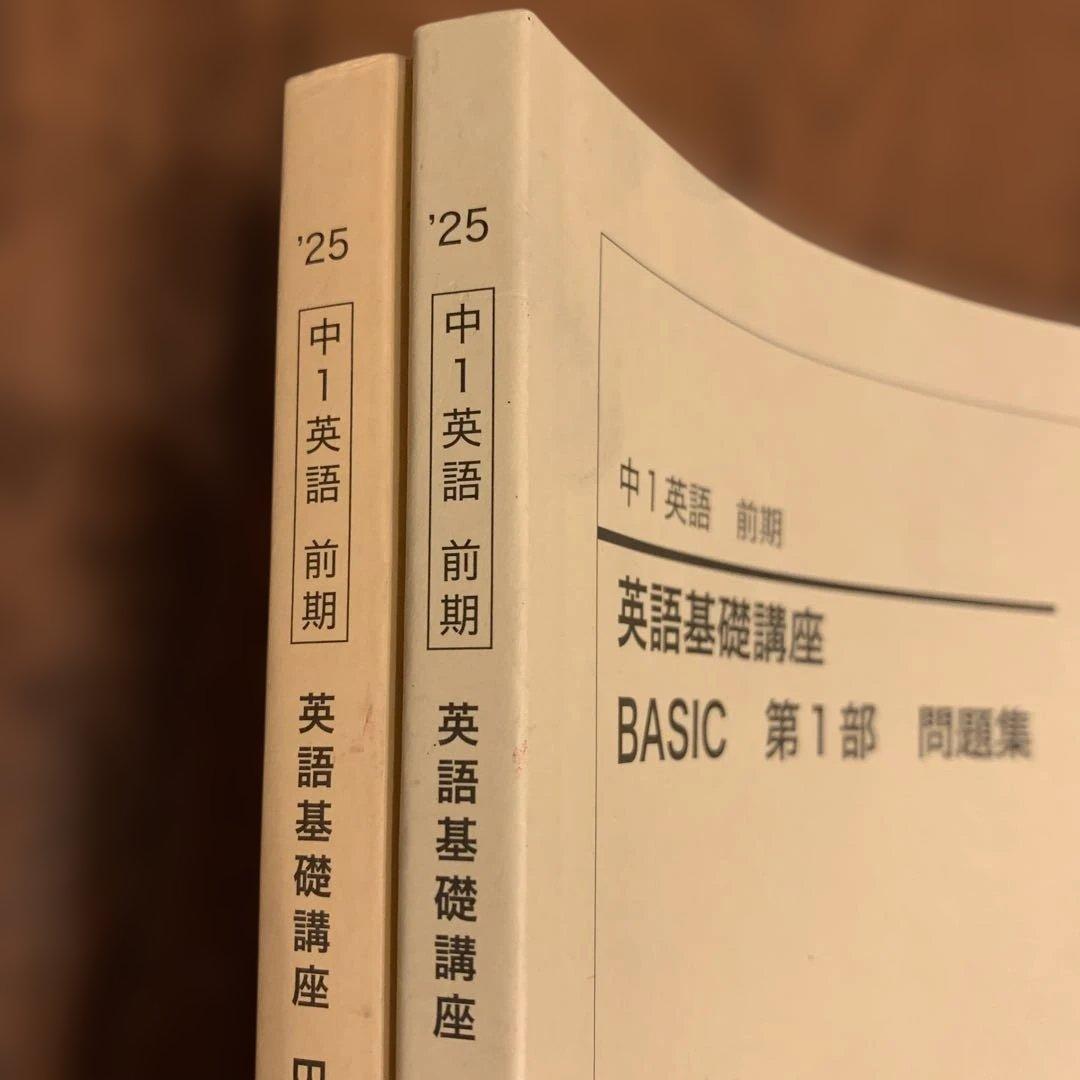 '25
中1英語 前期
英語基礎講座
'25
中1英語 前期
英語基礎講座
中1英語 前期
英語基礎講座
BASIC 第1部 問題集